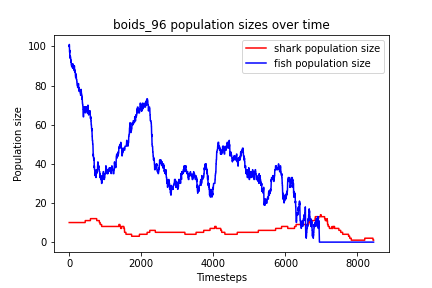 boids_96 population sizes over time
shark population size
fish population size
Population size
100
80
60
40
20
0
0 2000 4000 6000 8000
Timesteps